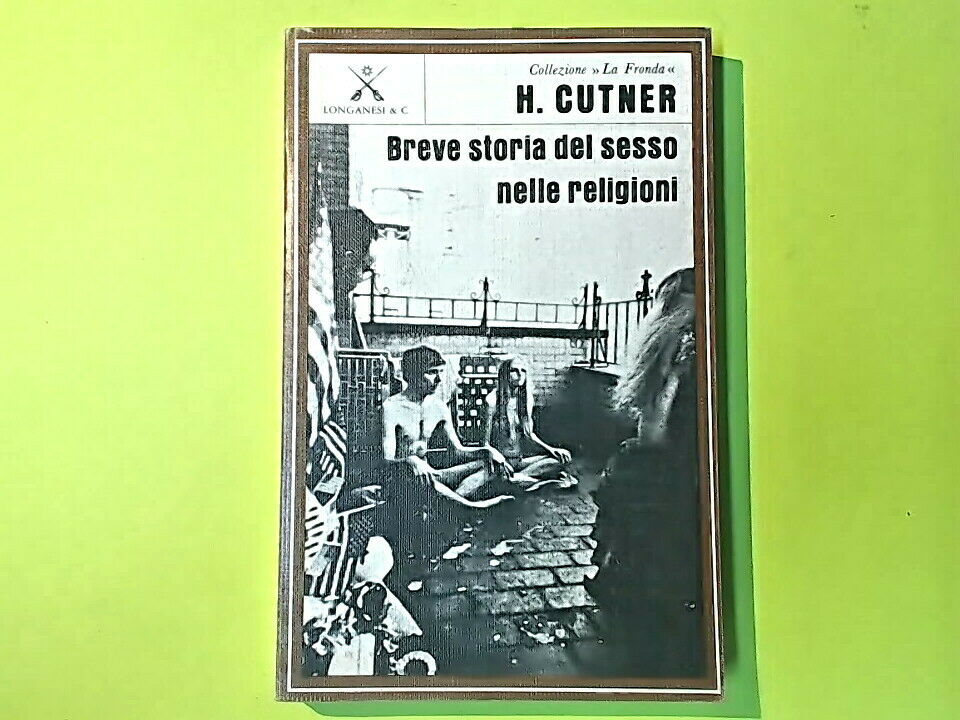 LONGANESI & C
Collezione »La Fronda«
H. CUTNER
Breve storia del sesso
nelle religioni